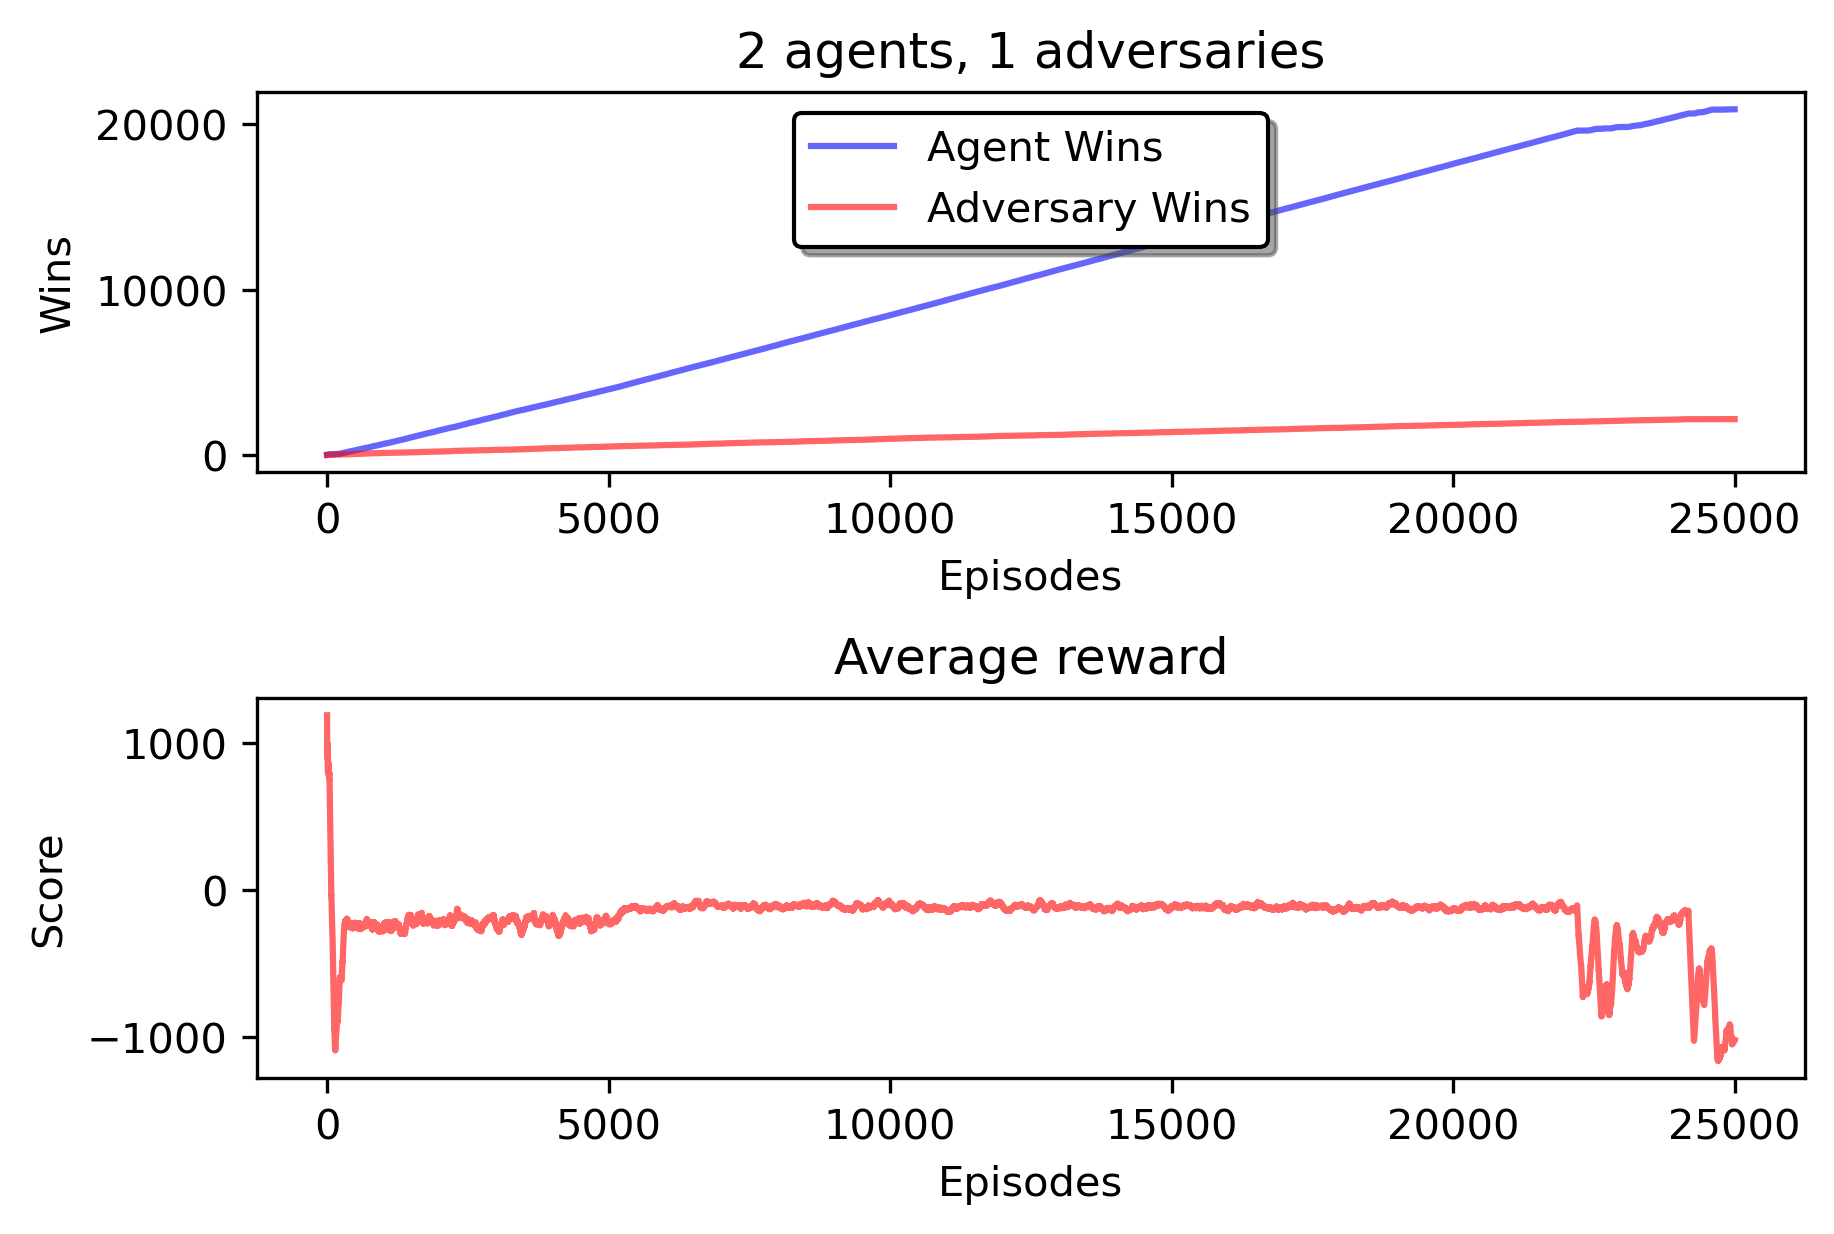 2 agents, 1 adversaries
20000
10000
0
Wins
Agent Wins
Adversary Wins
0 5000 10000 15000 20000 25000
Episodes
Average reward
1000
0
−1000
Score
0 5000 10000 15000 20000 25000
Episodes